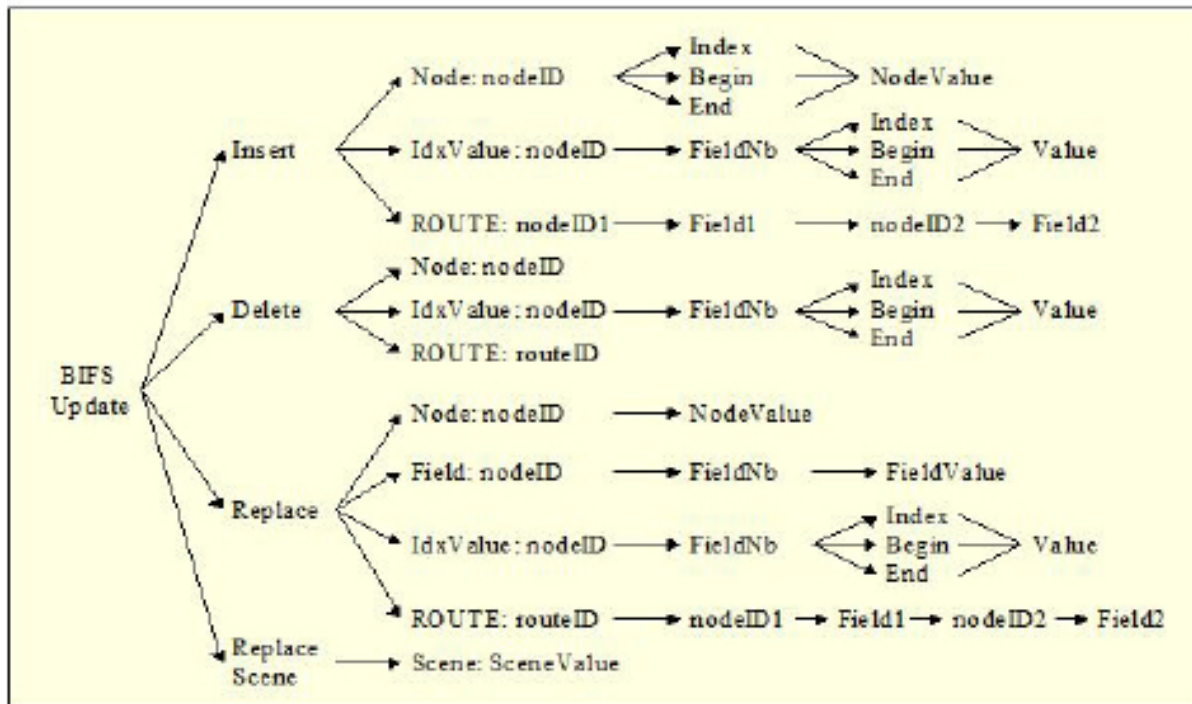 Index
Node: nodeID Begin NodeValue
End
Index
Insert IdxValue: nodeID FieldNb Begin Value
End
ROUTE: nodeID1 Field1 nodeID2 Field2
Node: nodeID
Index
Delete IdxValue: nodeID FieldNb Begin Value
End
ROUTE: routeID
BIFS
Update
Node: nodeID NodeValue
Field: nodeID FieldNb FieldValue
Replace
Index
IdxValue: nodeID FieldNb Begin Value
End
ROUTE: routeID nodeID1 Field1 nodeID2 Field2
Replace
Scene
Scene: SceneValue